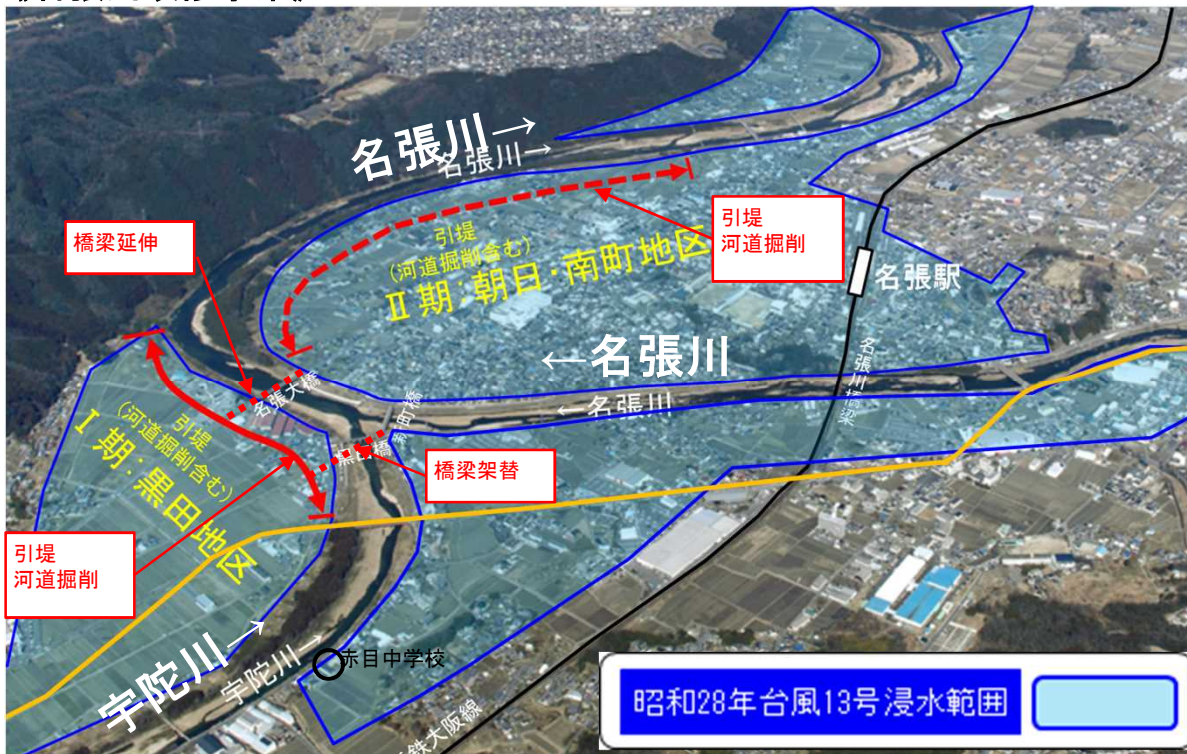 名張川→
名張川→
橋梁延伸
引堤
河道掘削
引堤
(河道掘削含む)
Ⅱ期:朝日・南町地区
名張駅
←名張川
←名張川
名張川橋梁
名張大橋
新町橋
黒田橋
橋梁架替
引堤
(河道掘削含む)
Ⅰ期:黒田地区
引堤
河道掘削
宇陀川→
宇陀川→
赤目中学校
鉄大阪線
昭和28年台風13号浸水範囲